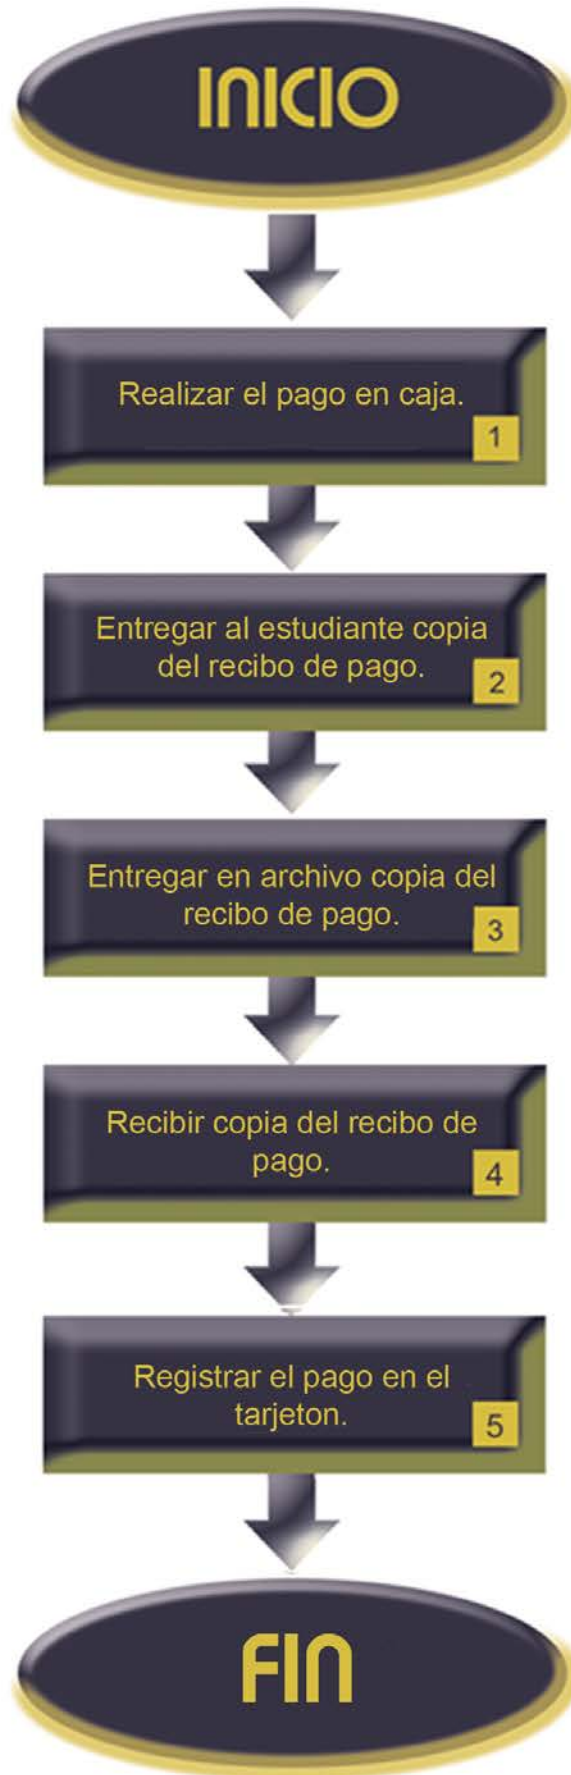 INICIO
Realizar el pago en caja.
1
Entregar al estudiante copia
del recibo de pago.
2
Entregar en archivo copia del
recibo de pago.
3
Recibir copia del recibo de
pago.
4
Registrar el pago en el
tarjeton.
5
FIN